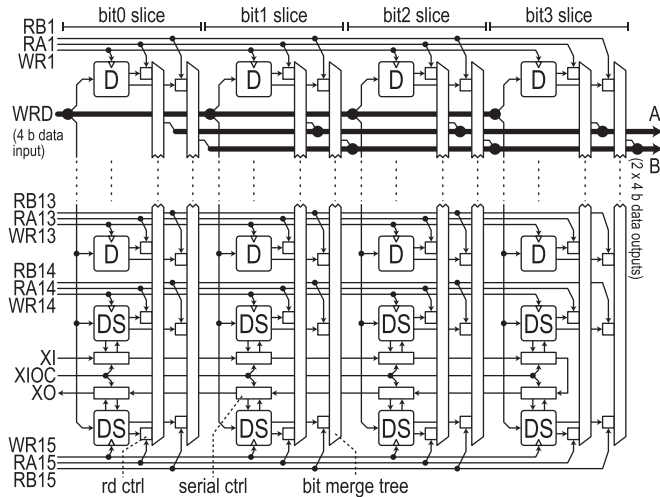 bit0 slice bit1 slice bit2 slice bit3 slice
RB1
RA1
WR1
D D D D
WRD
(4 b data
input)
A
B
(2 x 4 b data outputs)
RB13
RA13
WR13
D D D D
RB14
RA14
WR14
DS DS DS DS
XI
XIOC
XO
DS DS DS DS
WR15
RA15
RB15
rd ctrl serial ctrl bit merge tree